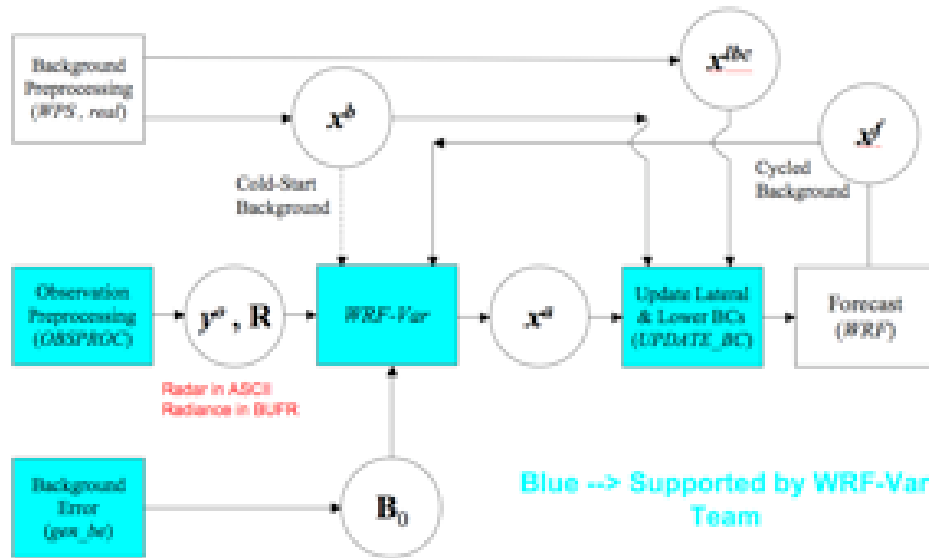 Background
Preprocessing
(WPS, real)
x^b
x^lbc
x^f
Cold-Start
Background
Cycled
Background
Observation
Preprocessing
(OBSPROC)
y^o, R
WRF-Var
x^a
Update Lateral
& Lower BCs
(UPDATE_BC)
Forecast
(WRF)
Radar in ASCII
Radiance in BUFR
Background
Error
(gen_be)
B_0
Blue --> Supported by WRF-Var
Team